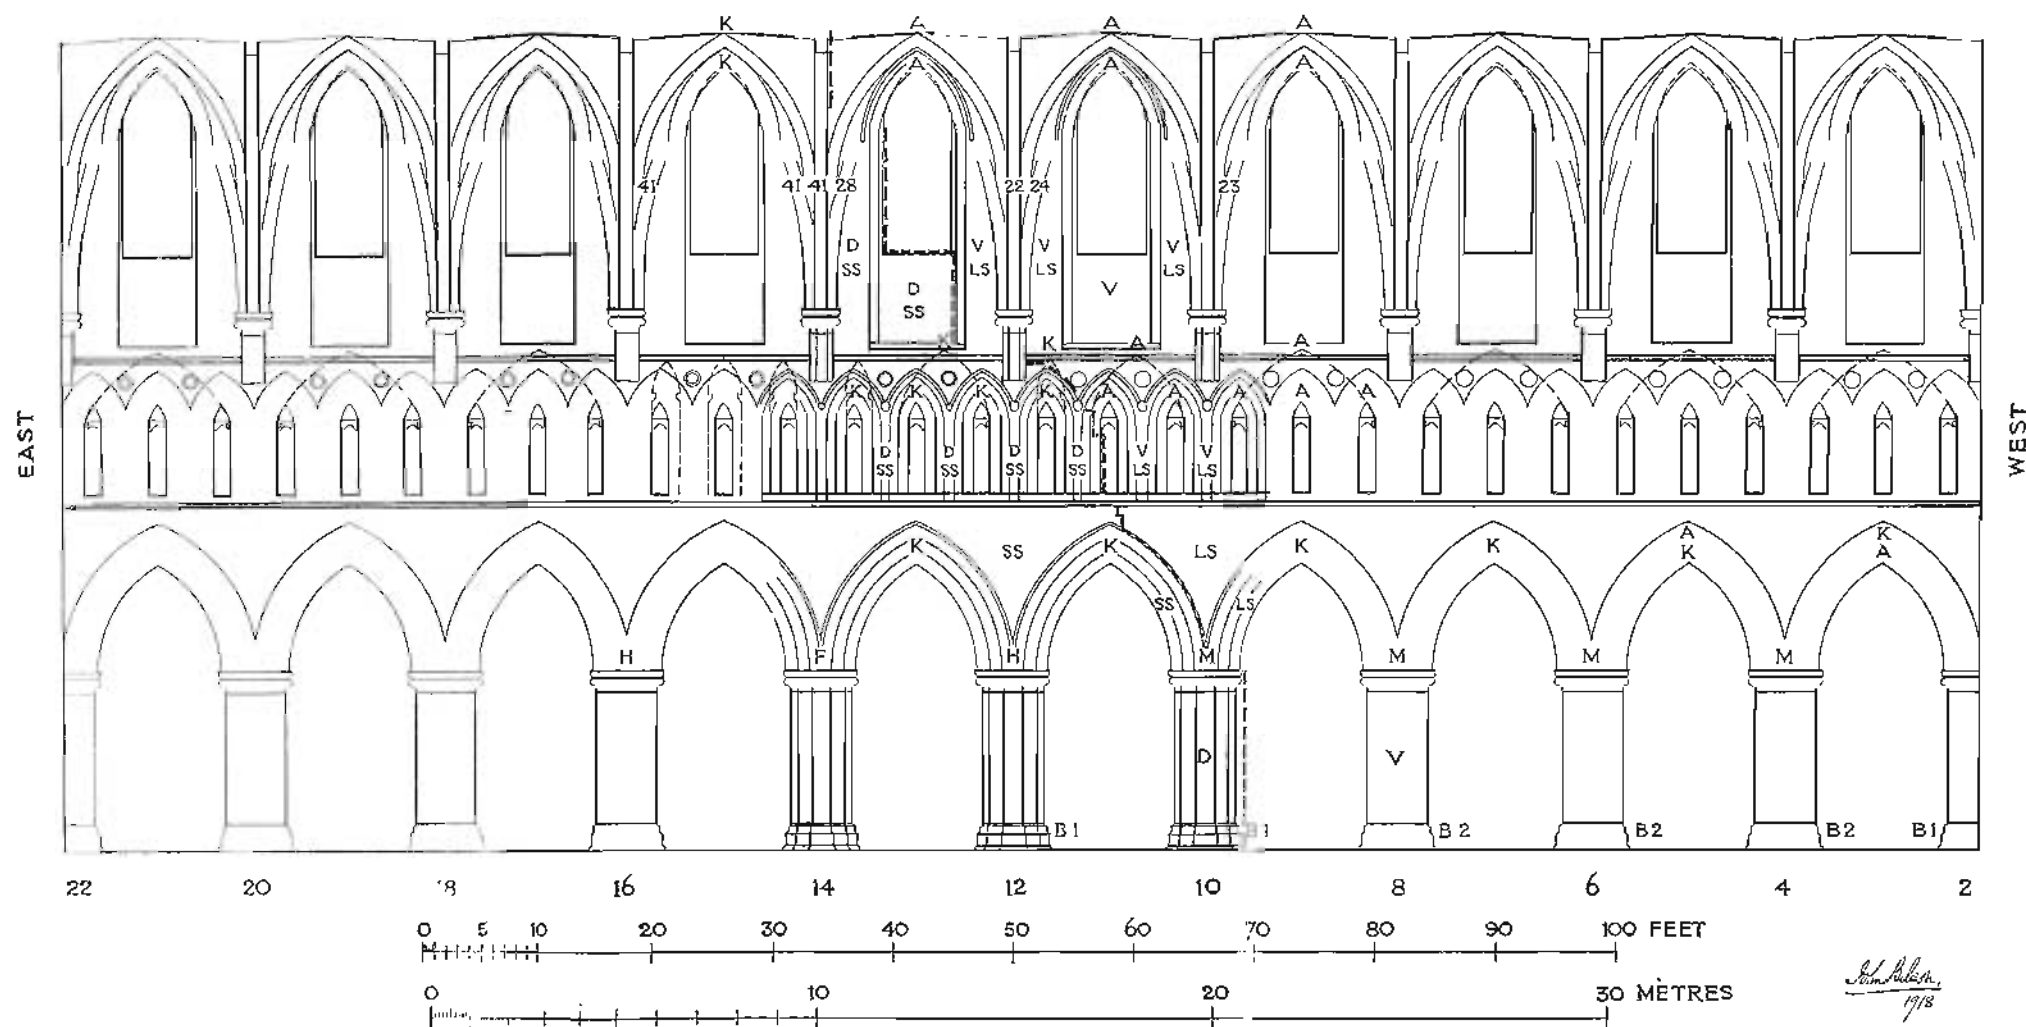 K A A A
K A A A
41 41 41 28 22 24 23
D V V V
SS LS LS LS
D V
SS
K K A A
K K K K A A A A A
D D D D V V
SS SS SS SS LS LS
EAST
WEST
K K K K A K
SS LS K A
SS LS
H F H M M M M
D V
B1 B1 B2 B2 B2 B1
22 20 18 16 14 12 10 8 6 4 2
0 5 10 20 30 40 50 60 70 80 90 100 FEET
0 10 20 30 MÈTRES
1918